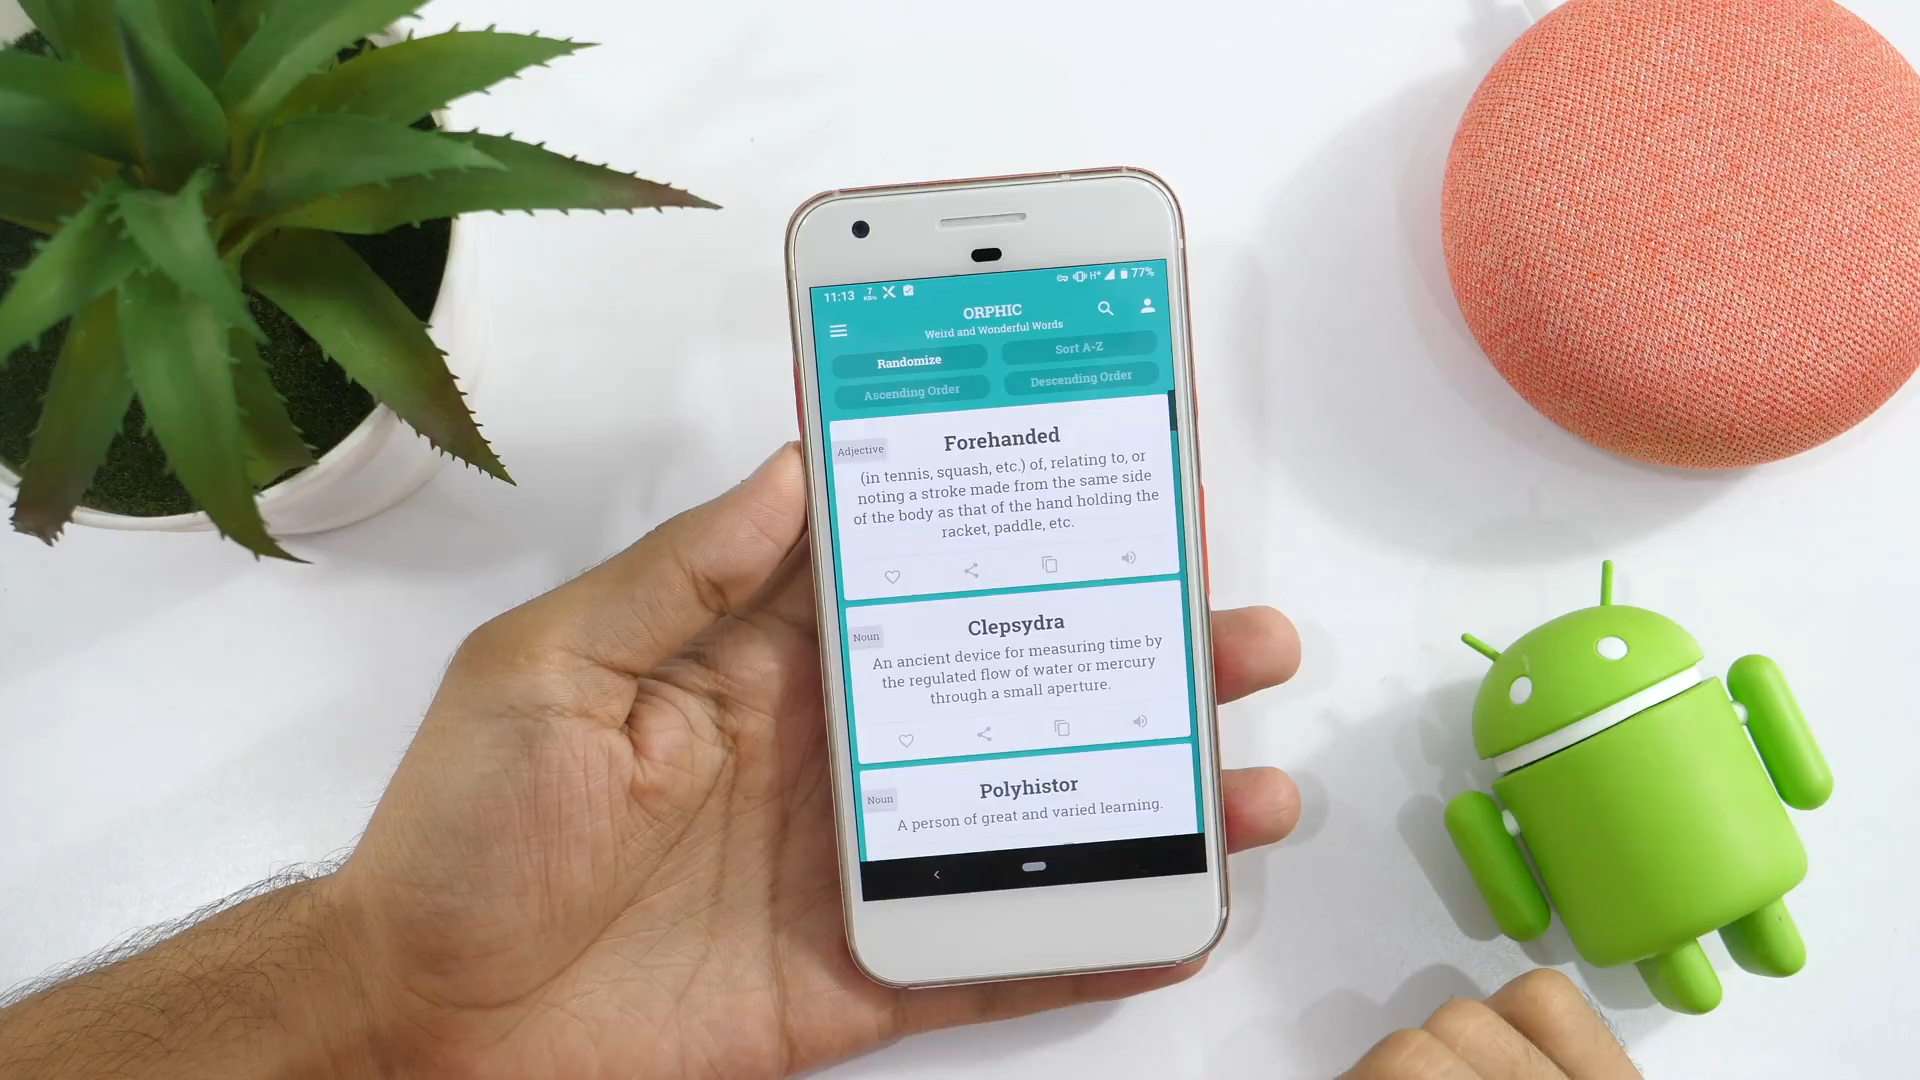 11:13 7 KB/s H+ 77%
ORPHIC
Weird and Wonderful Words
Randomize Sort A-Z
Ascending Order Descending Order
Adjective
Forehanded
(in tennis, squash, etc.) of, relating to, or
noting a stroke made from the same side
of the body as that of the hand holding the
racket, paddle, etc.
Noun
Clepsydra
An ancient device for measuring time by
the regulated flow of water or mercury
through a small aperture.
Noun
Polyhistor
A person of great and varied learning.